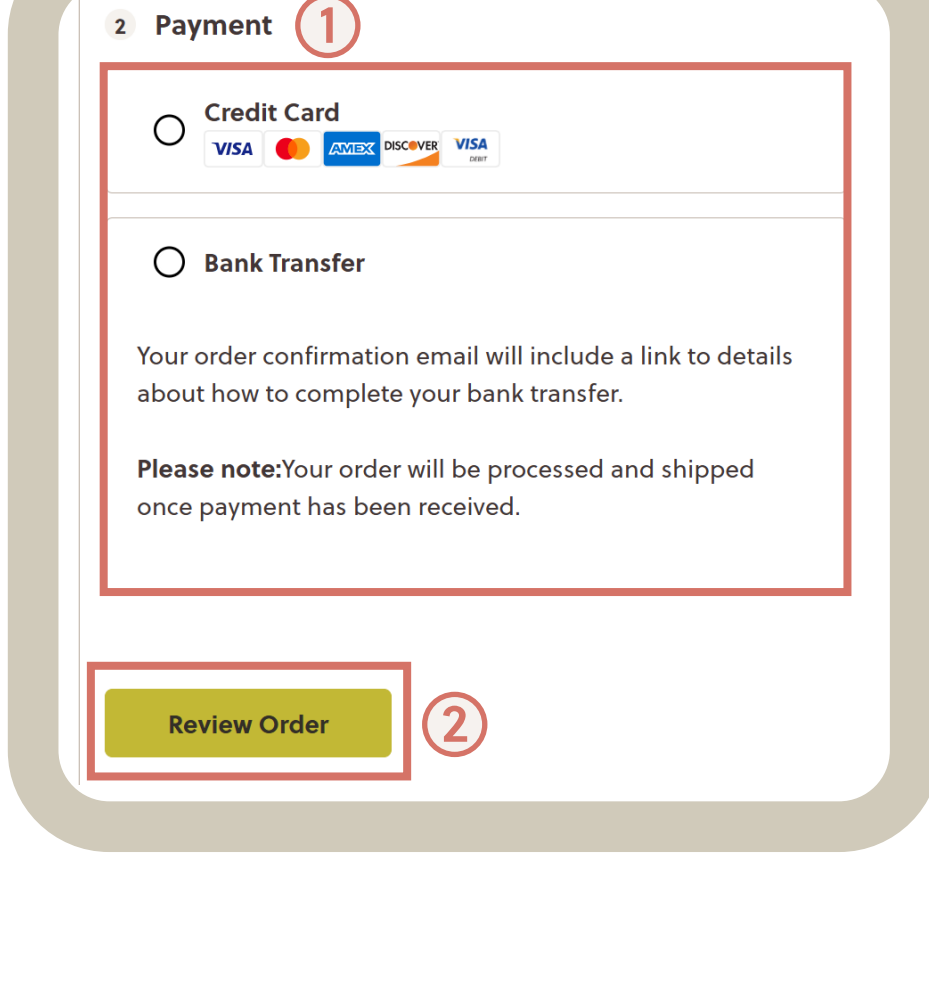 2 Payment 1
Credit Card
VISA AMEX DISCOVER VISA
DEBIT
Bank Transfer
Your order confirmation email will include a link to details
about how to complete your bank transfer.
Please note:Your order will be processed and shipped
once payment has been received.
Review Order 2